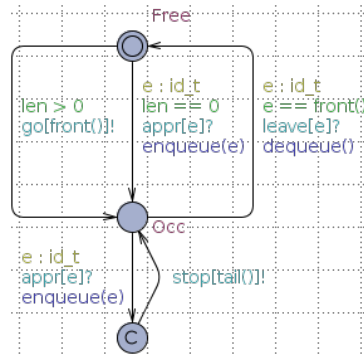 Free
len > 0
go[front()]!
e : id_t
len == 0
appr[e]?
enqueue(e)
e : id_t
e == front()
leave[e]?
dequeue()
Occ
e : id_t
appr[e]?
enqueue(e)
stop[tail()]!
C